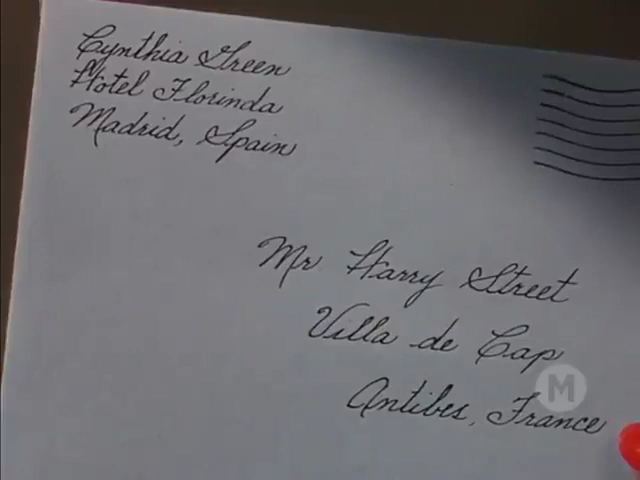 Cynthia Green
Hotel Florinda
Madrid, Spain
Mr Harry Street
Villa de Cap
Antibes, France
M